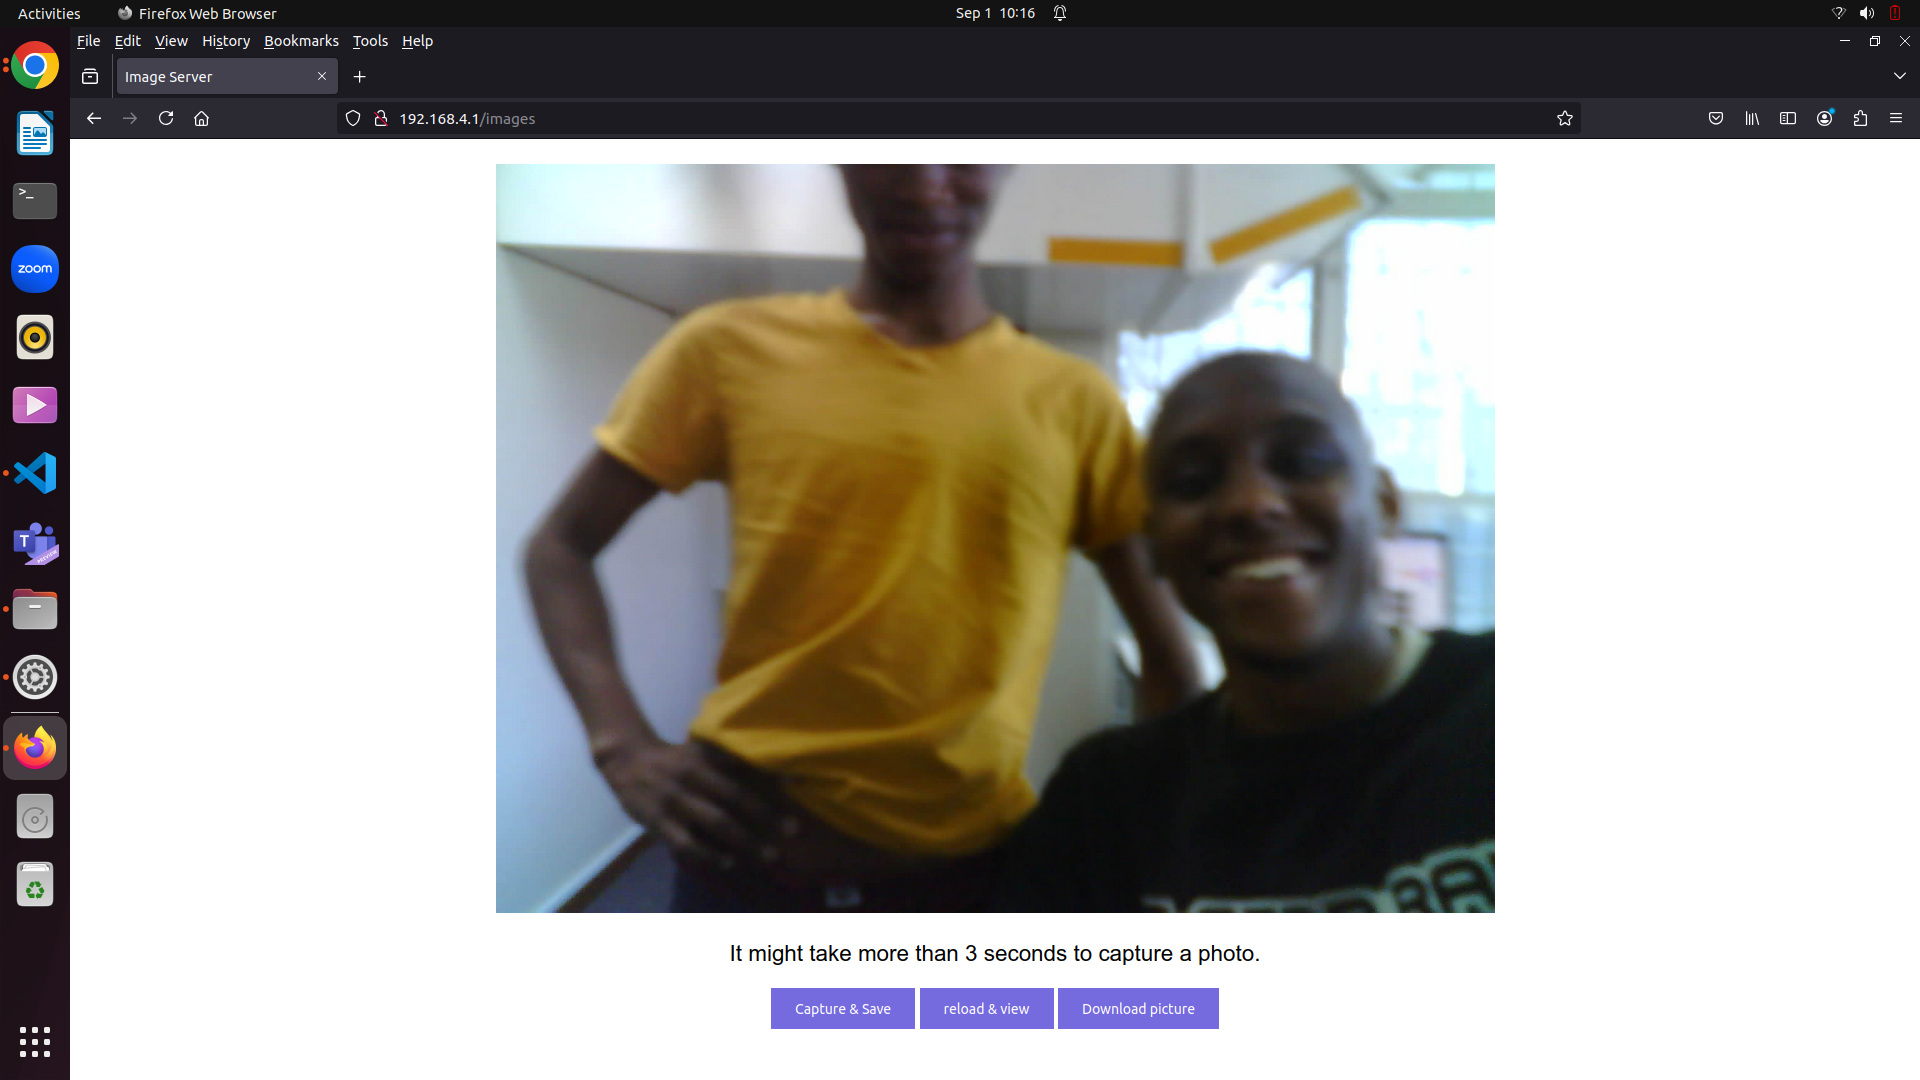 Activities
Firefox Web Browser
Sep 1 10:16
File Edit View History Bookmarks Tools Help
Image Server
192.168.4.1/images
>_
zoom
T
PREVIEW
It might take more than 3 seconds to capture a photo.
Capture & Save
reload & view
Download picture